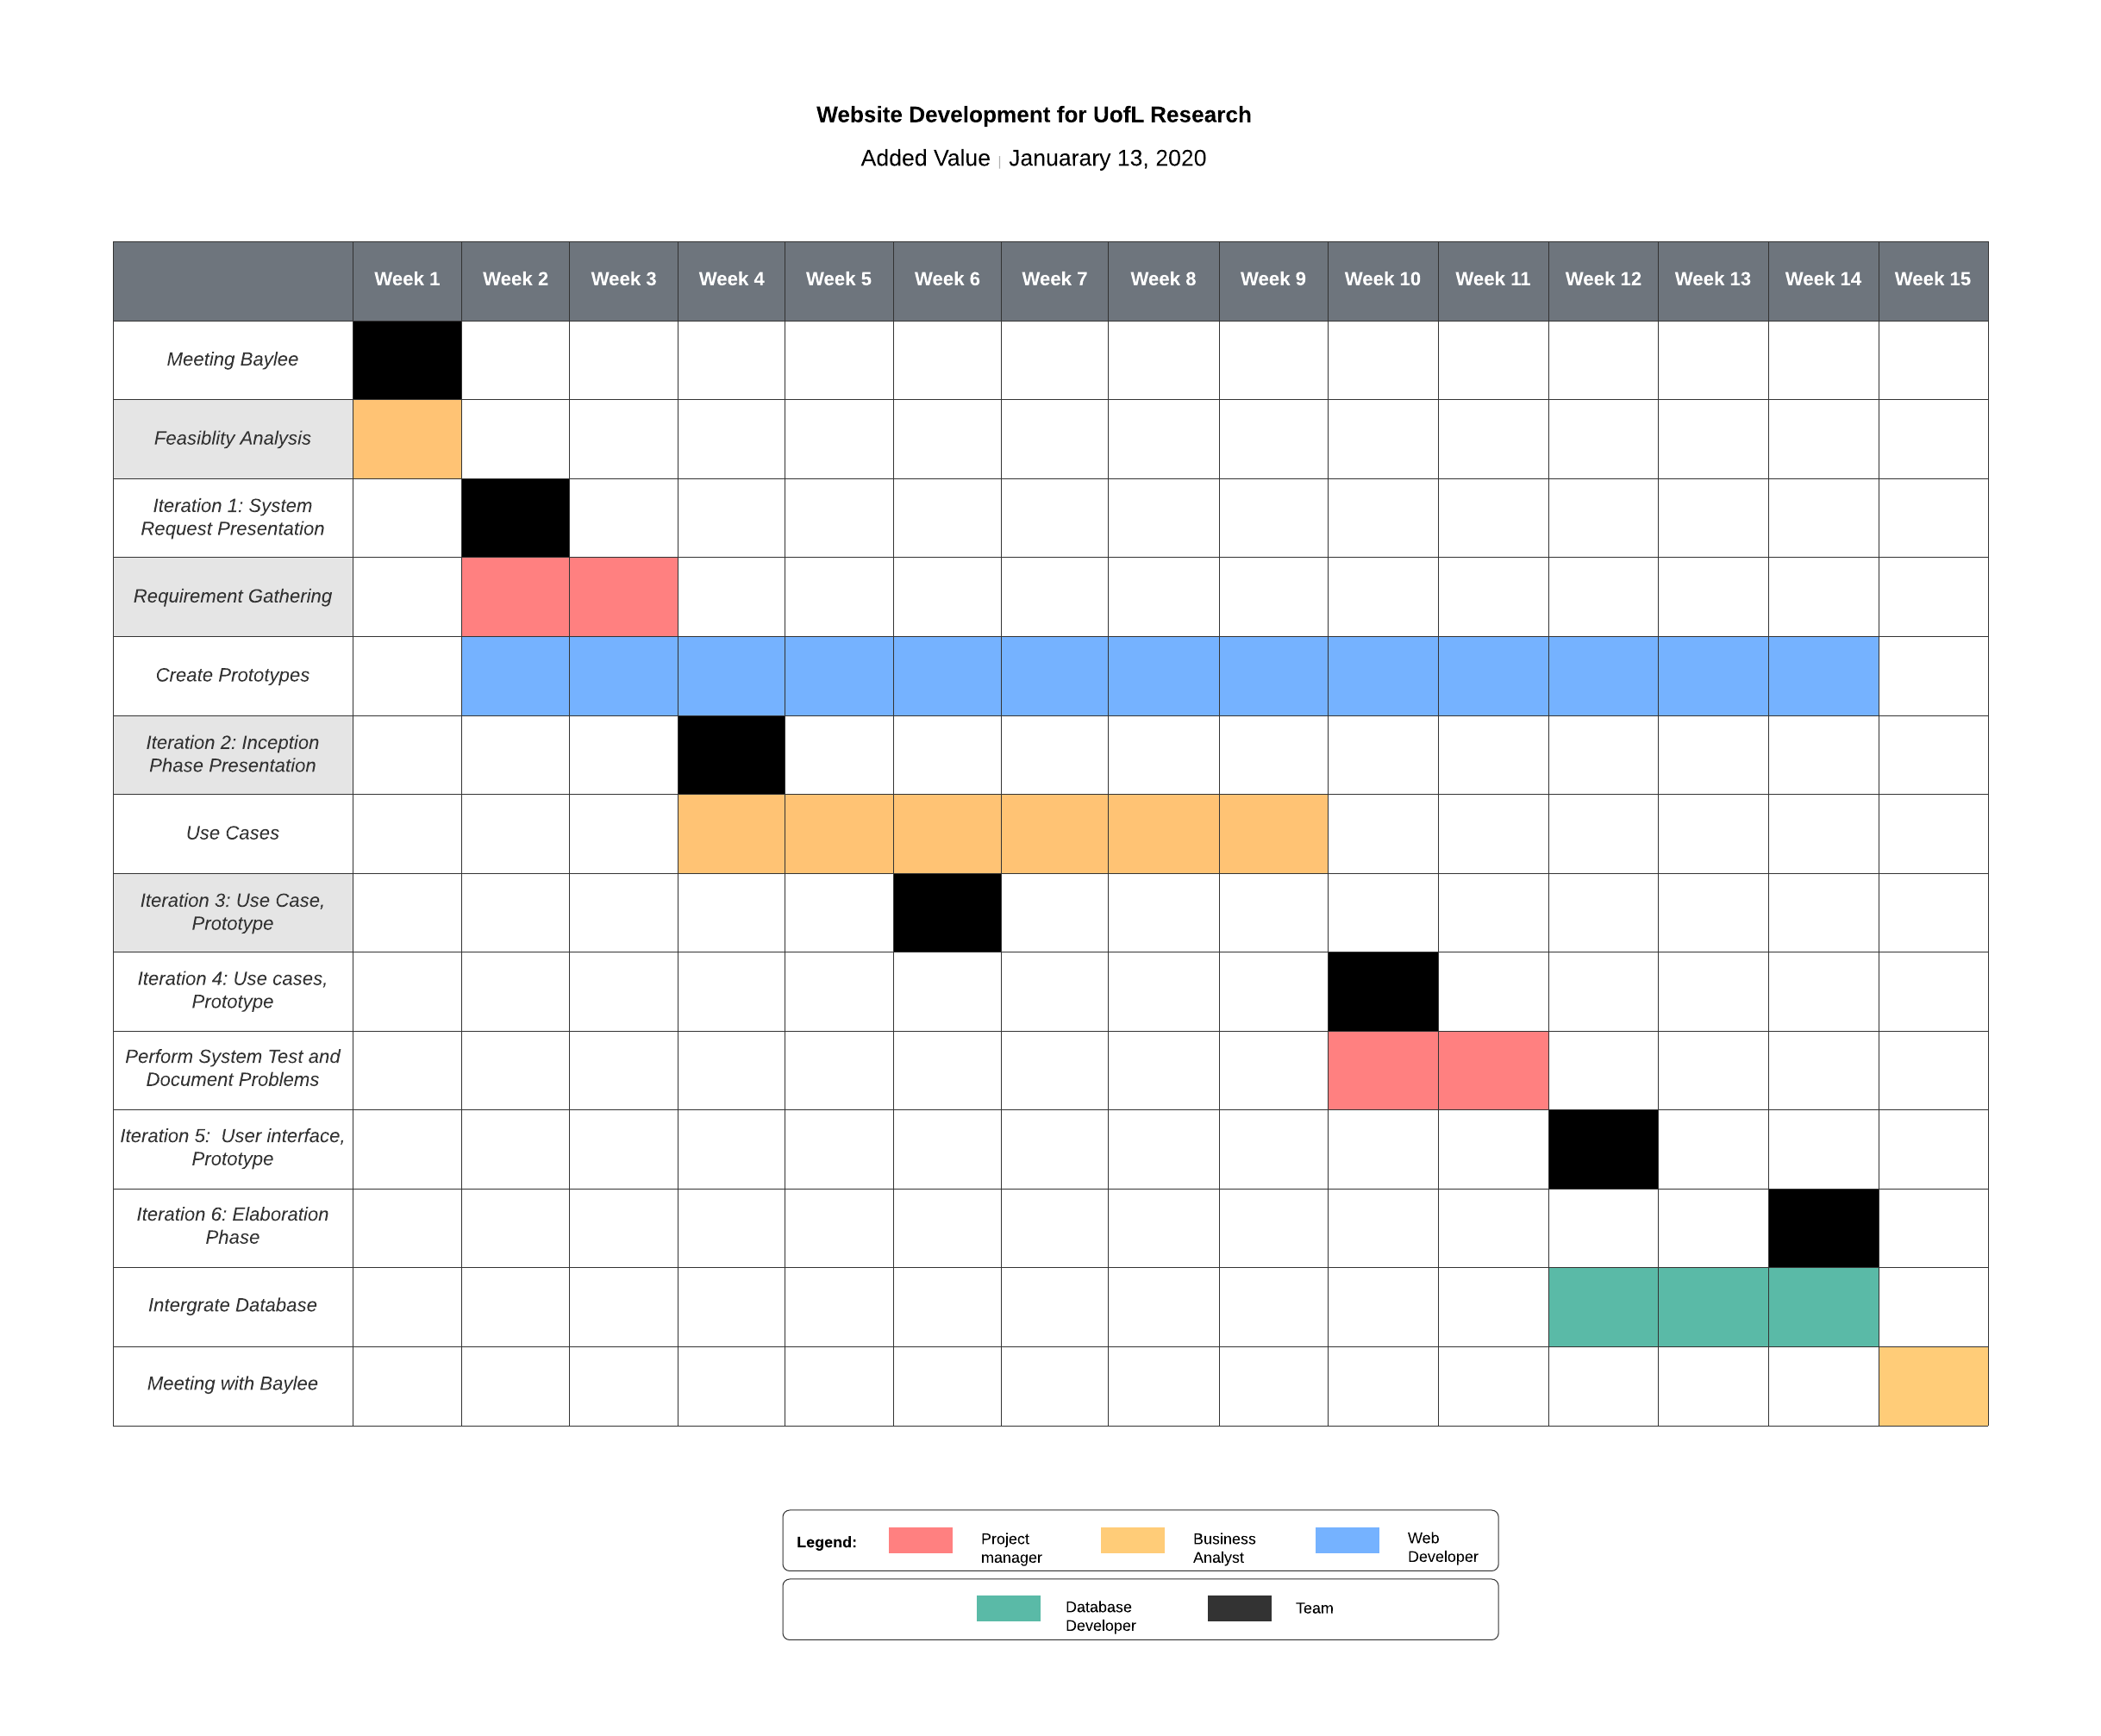 Website Development for UofL Research
Added Value | Januarary 13, 2020
Week 1 Week 2 Week 3 Week 4 Week 5 Week 6 Week 7 Week 8 Week 9 Week 10 Week 11 Week 12 Week 13 Week 14 Week 15
Meeting Baylee
Feasiblity Analysis
Iteration 1: System
Request Presentation
Requirement Gathering
Create Prototypes
Iteration 2: Inception
Phase Presentation
Use Cases
Iteration 3: Use Case,
Prototype
Iteration 4: Use cases,
Prototype
Perform System Test and
Document Problems
Iteration 5:  User interface,
Prototype
Iteration 6: Elaboration
Phase
Intergrate Database
Meeting with Baylee
Legend:
Project
manager
Business
Analyst
Web
Developer
Database
Developer
Team